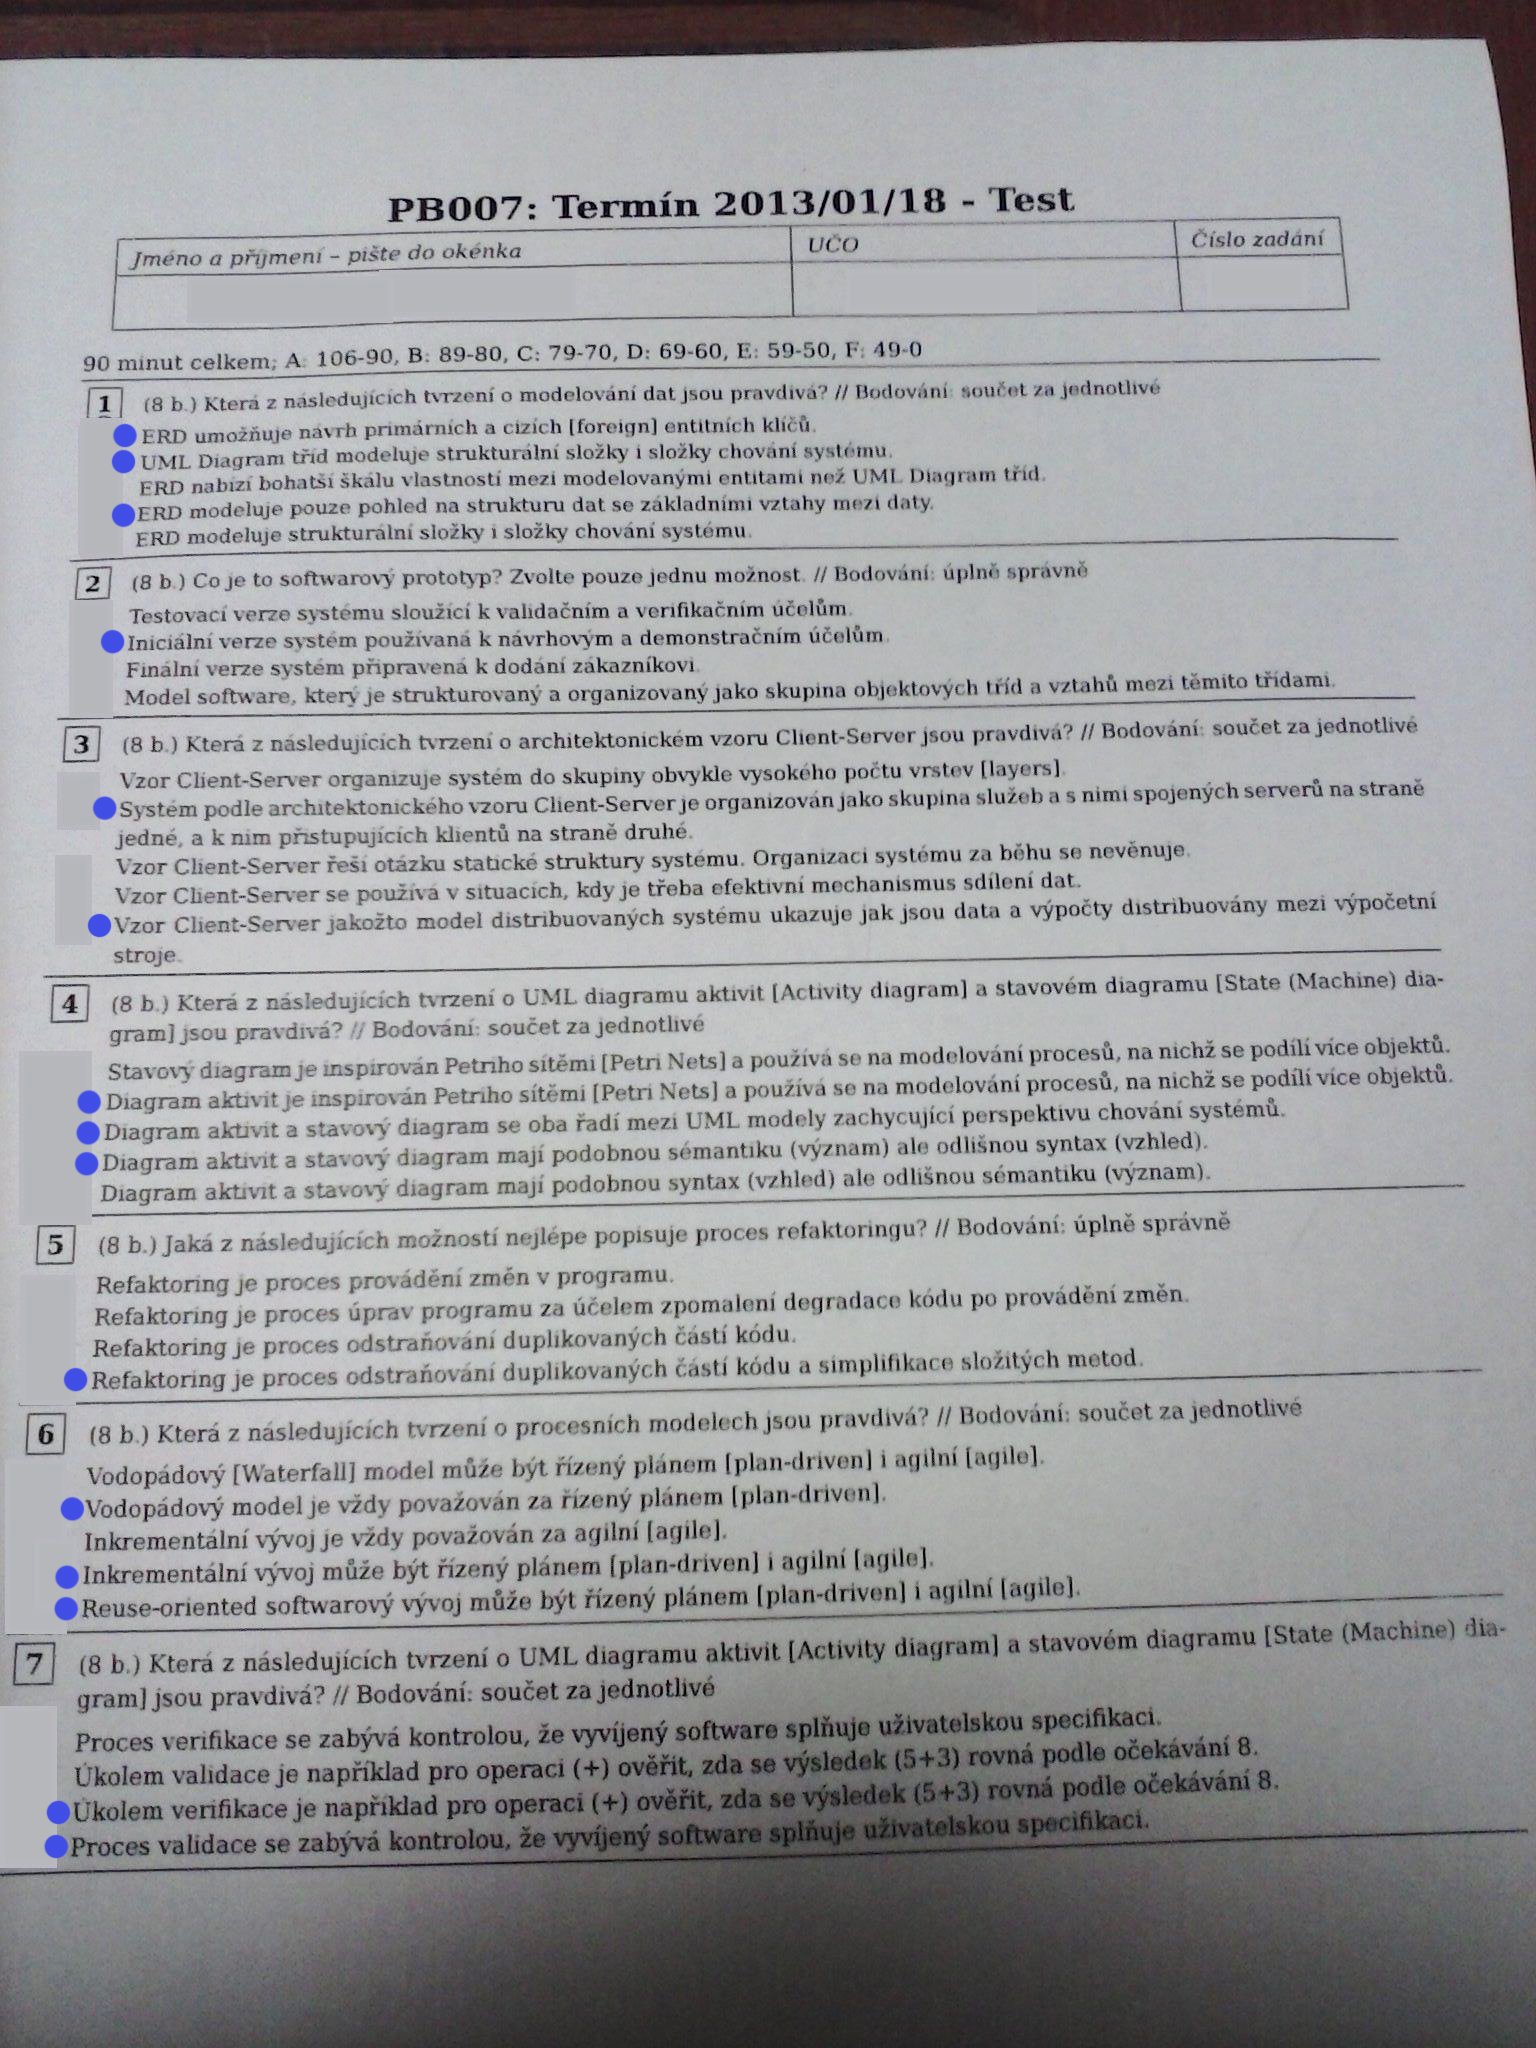 PB007: Termín 2013/01/18 - Test
Jméno a příjmení – pište do okénka
UČO
Číslo zadání
90 minut celkem; A: 106-90, B: 89-80, C: 79-70, D: 69-60, E: 59-50, F: 49-0
1 (8 b.) Která z následujících tvrzení o modelování dat jsou pravdivá? // Bodování: součet za jednotlivé
ERD umožňuje návrh primárních a cizích [foreign] entitních klíčů.
UML Diagram tříd modeluje strukturální složky i složky chování systému.
ERD nabízí bohatší škálu vlastností mezi modelovanými entitami než UML Diagram tříd.
ERD modeluje pouze pohled na strukturu dat se základními vztahy mezi daty.
ERD modeluje strukturální složky i složky chování systému.
2 (8 b.) Co je to softwarový prototyp? Zvolte pouze jednu možnost. // Bodování: úplně správně
Testovací verze systému sloužící k validačním a verifikačním účelům.
Iniciální verze systém používaná k návrhovým a demonstračním účelům.
Finální verze systém připravená k dodání zákazníkovi.
Model software, který je strukturovaný a organizovaný jako skupina objektových tříd a vztahů mezi těmito třídami.
3 (8 b.) Která z následujících tvrzení o architektonickém vzoru Client-Server jsou pravdivá? // Bodování: součet za jednotlivé
Vzor Client-Server organizuje systém do skupiny obvykle vysokého počtu vrstev [layers].
Systém podle architektonického vzoru Client-Server je organizován jako skupina služeb a s nimi spojených serverů na straně
jedné, a k nim přistupujících klientů na straně druhé.
Vzor Client-Server řeší otázku statické struktury systému. Organizaci systému za běhu se nevěnuje.
Vzor Client-Server se používá v situacích, kdy je třeba efektivní mechanismus sdílení dat.
Vzor Client-Server jakožto model distribuovaných systému ukazuje jak jsou data a výpočty distribuovány mezi výpočetní
stroje.
4 (8 b.) Která z následujících tvrzení o UML diagramu aktivit [Activity diagram] a stavovém diagramu [State (Machine) dia-
gram] jsou pravdivá? // Bodování: součet za jednotlivé
Stavový diagram je inspirován Petriho sítěmi [Petri Nets] a používá se na modelování procesů, na nichž se podílí více objektů.
Diagram aktivit je inspirován Petriho sítěmi [Petri Nets] a používá se na modelování procesů, na nichž se podílí více objektů.
Diagram aktivit a stavový diagram se oba řadí mezi UML modely zachycující perspektivu chování systémů.
Diagram aktivit a stavový diagram mají podobnou sémantiku (význam) ale odlišnou syntax (vzhled).
Diagram aktivit a stavový diagram mají podobnou syntax (vzhled) ale odlišnou sémantiku (význam).
5 (8 b.) Jaká z následujících možností nejlépe popisuje proces refaktoringu? // Bodování: úplně správně
Refaktoring je proces provádění změn v programu.
Refaktoring je proces úprav programu za účelem zpomalení degradace kódu po provádění změn.
Refaktoring je proces odstraňování duplikovaných částí kódu.
Refaktoring je proces odstraňování duplikovaných částí kódu a simplifikace složitých metod.
6 (8 b.) Která z následujících tvrzení o procesních modelech jsou pravdivá? // Bodování: součet za jednotlivé
Vodopádový [Waterfall] model může být řízený plánem [plan-driven] i agilní [agile].
Vodopádový model je vždy považován za řízený plánem [plan-driven].
Inkrementální vývoj je vždy považován za agilní [agile].
Inkrementální vývoj může být řízený plánem [plan-driven] i agilní [agile].
Reuse-oriented softwarový vývoj může být řízený plánem [plan-driven] i agilní [agile].
7 (8 b.) Která z následujících tvrzení o UML diagramu aktivit [Activity diagram] a stavovém diagramu [State (Machine) dia-
gram] jsou pravdivá? // Bodování: součet za jednotlivé
Proces verifikace se zabývá kontrolou, že vyvíjený software splňuje uživatelskou specifikaci.
Úkolem validace je například pro operaci (+) ověřit, zda se výsledek (5+3) rovná podle očekávání 8.
Úkolem verifikace je například pro operaci (+) ověřit, zda se výsledek (5+3) rovná podle očekávání 8.
Proces validace se zabývá kontrolou, že vyvíjený software splňuje uživatelskou specifikaci.